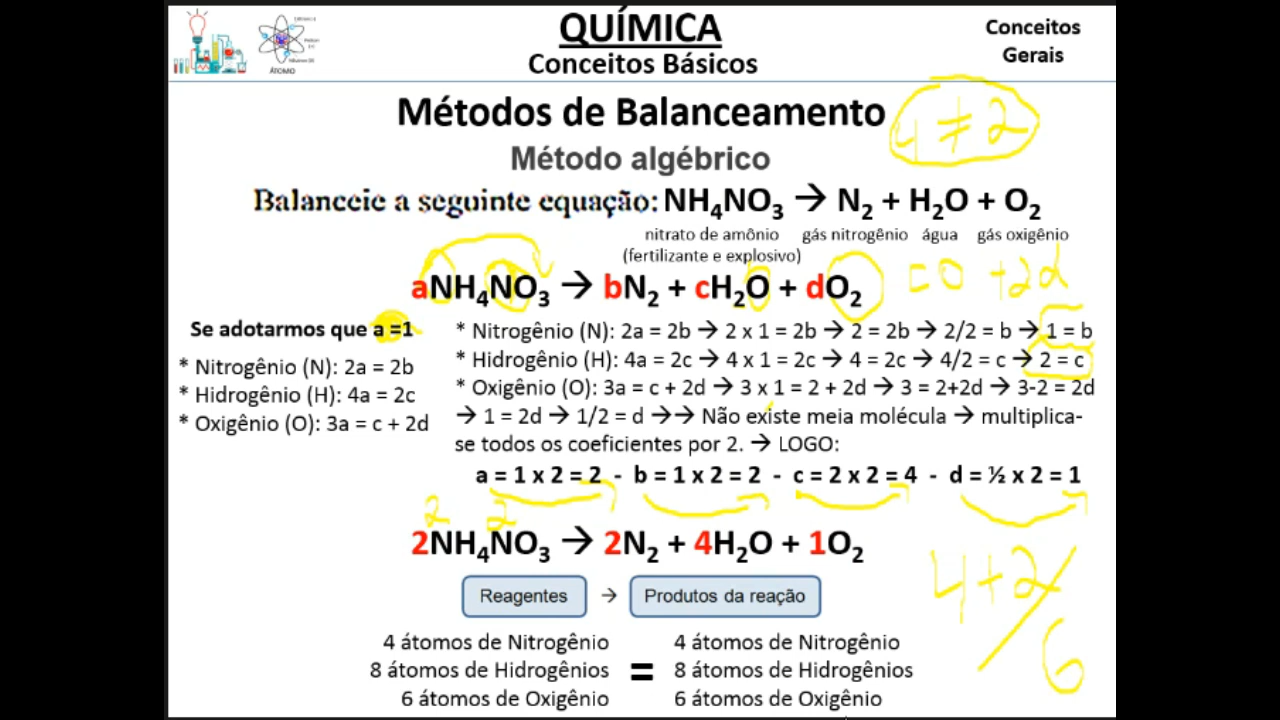 QUÍMICA
Conceitos Básicos
Conceitos
Gerais
ÁTOMO
Métodos de Balanceamento
4 ≠ 2
Método algébrico
Balanceie a seguinte equação: NH₄NO₃ → N₂ + H₂O + O₂
nitrato de amônio gás nitrogênio água gás oxigênio
(fertilizante e explosivo)
aNH₄NO₃ → bN₂ + cH₂O + dO₂
c0 +2d
Se adotarmos que a =1
* Nitrogênio (N): 2a = 2b
* Hidrogênio (H): 4a = 2c
* Oxigênio (O): 3a = c + 2d
* Nitrogênio (N): 2a = 2b → 2 x 1 = 2b → 2 = 2b → 2/2 = b → 1 = b
* Hidrogênio (H): 4a = 2c → 4 x 1 = 2c → 4 = 2c → 4/2 = c → 2 = c
* Oxigênio (O): 3a = c + 2d → 3 x 1 = 2 + 2d → 3 = 2+2d → 3-2 = 2d
→ 1 = 2d → 1/2 = d →→ Não existe meia molécula → multiplica-
se todos os coeficientes por 2. → LOGO:
a = 1 x 2 = 2 - b = 1 x 2 = 2 - c = 2 x 2 = 4 - d = ½ x 2 = 1
2 2
2NH₄NO₃ → 2N₂ + 4H₂O + 1O₂
4+2
6
Reagentes → Produtos da reação
4 átomos de Nitrogênio
8 átomos de Hidrogênios
6 átomos de Oxigênio
=
4 átomos de Nitrogênio
8 átomos de Hidrogênios
6 átomos de Oxigênio